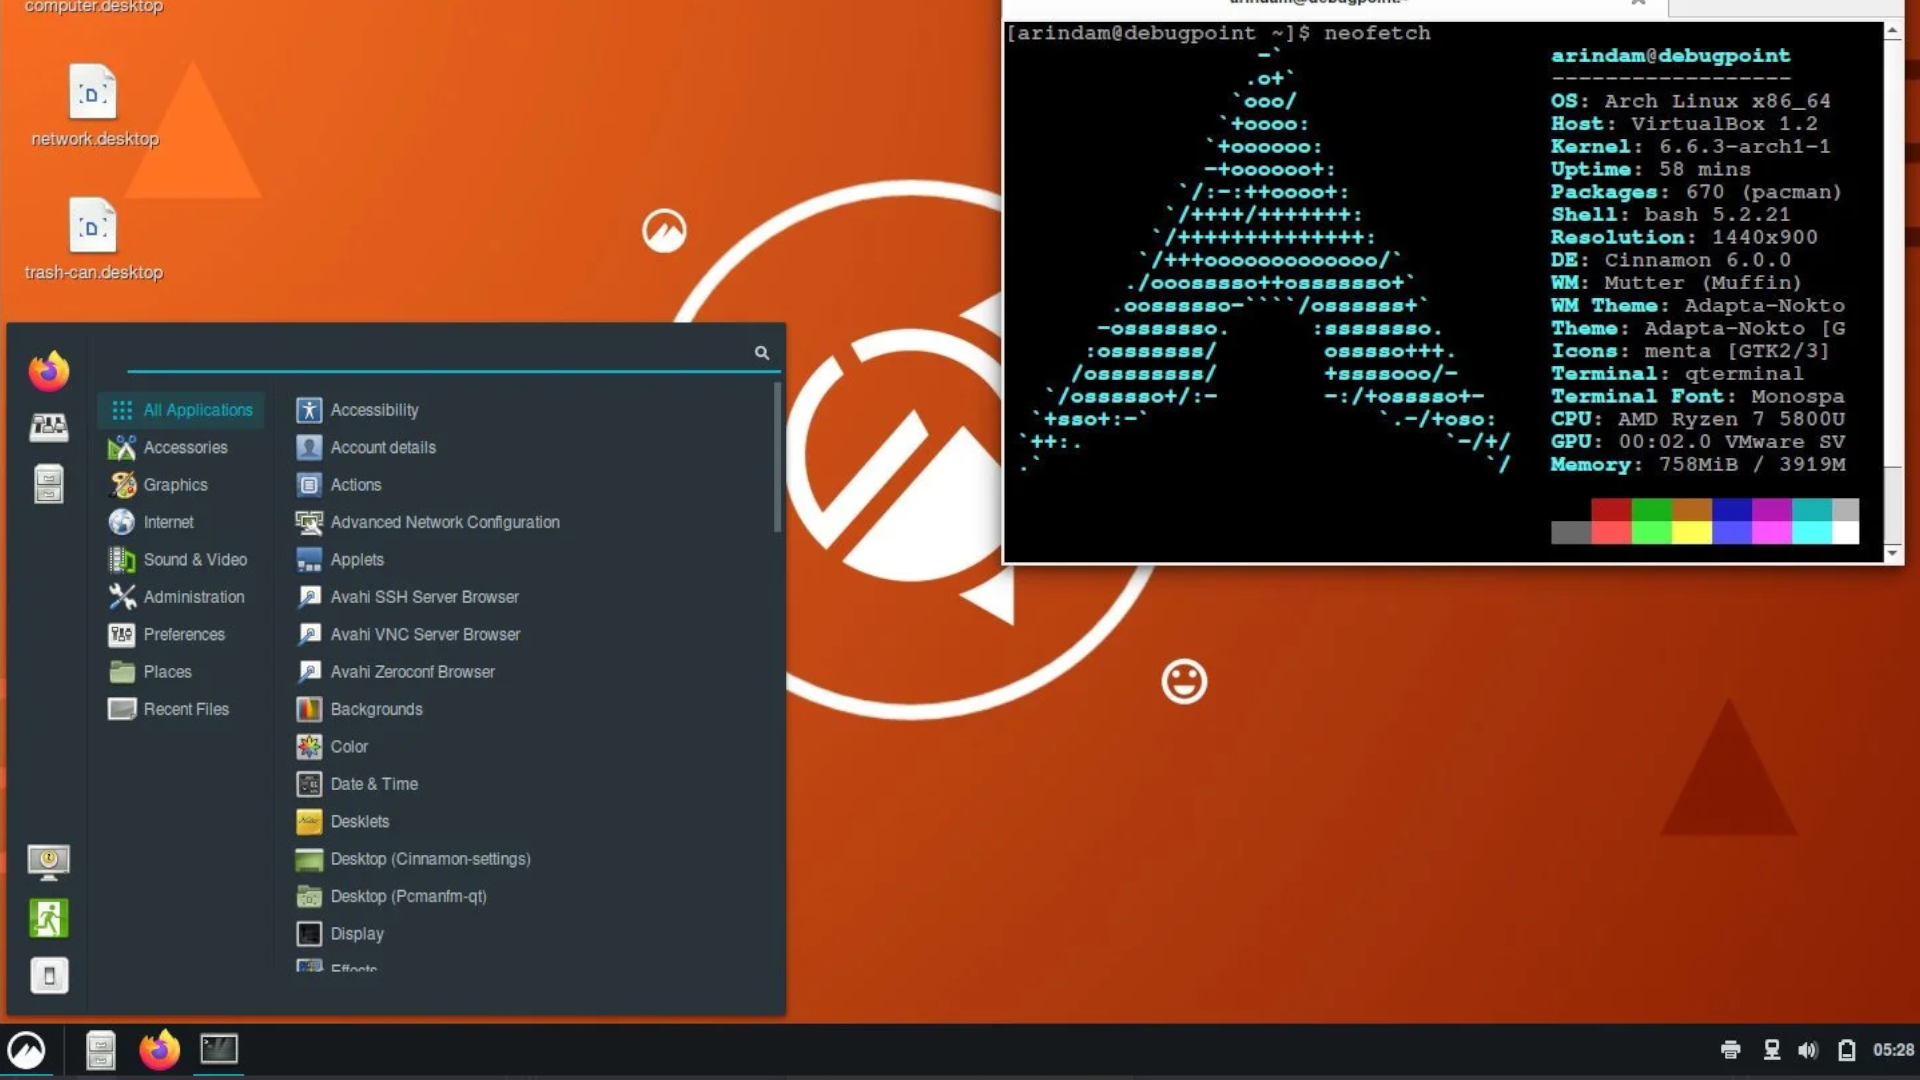 computer.desktop
network.desktop
trash-can.desktop
[arindam@debugpoint ~]$ neofetch
arindam@debugpoint
------------------
OS: Arch Linux x86_64
Host: VirtualBox 1.2
Kernel: 6.6.3-arch1-1
Uptime: 58 mins
Packages: 670 (pacman)
Shell: bash 5.2.21
Resolution: 1440x900
DE: Cinnamon 6.0.0
WM: Mutter (Muffin)
WM Theme: Adapta-Nokto
Theme: Adapta-Nokto [G
Icons: menta [GTK2/3]
Terminal: qterminal
Terminal Font: Monospa
CPU: AMD Ryzen 7 5800U
GPU: 00:02.0 VMware SV
Memory: 758MiB / 3919M
All Applications
Accessories
Graphics
Internet
Sound & Video
Administration
Preferences
Places
Recent Files
Accessibility
Account details
Actions
Advanced Network Configuration
Applets
Avahi SSH Server Browser
Avahi VNC Server Browser
Avahi Zeroconf Browser
Backgrounds
Color
Date & Time
Desklets
Desktop (Cinnamon-settings)
Desktop (Pcmanfm-qt)
Display
Effects
05:28